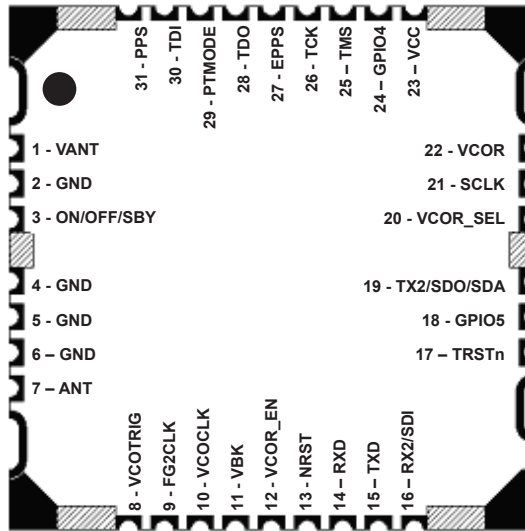 31 - PPS
30 - TDI
29 - PTMODE
28 - TDO
27 - EPPS
26 - TCK
25 – TMS
24 – GPIO4
23 – VCC
1 - VANT
2 - GND
3 - ON/OFF/SBY
4 - GND
5 - GND
6 – GND
7 – ANT
22 - VCOR
21 - SCLK
20 - VCOR_SEL
19 - TX2/SDO/SDA
18 - GPIO5
17 – TRSTn
8 - VCOTRIG
9 - FG2CLK
10 - VCOCLK
11 - VBK
12 - VCOR_EN
13 - NRST
14 – RXD
15 – TXD
16 – RX2/SDI